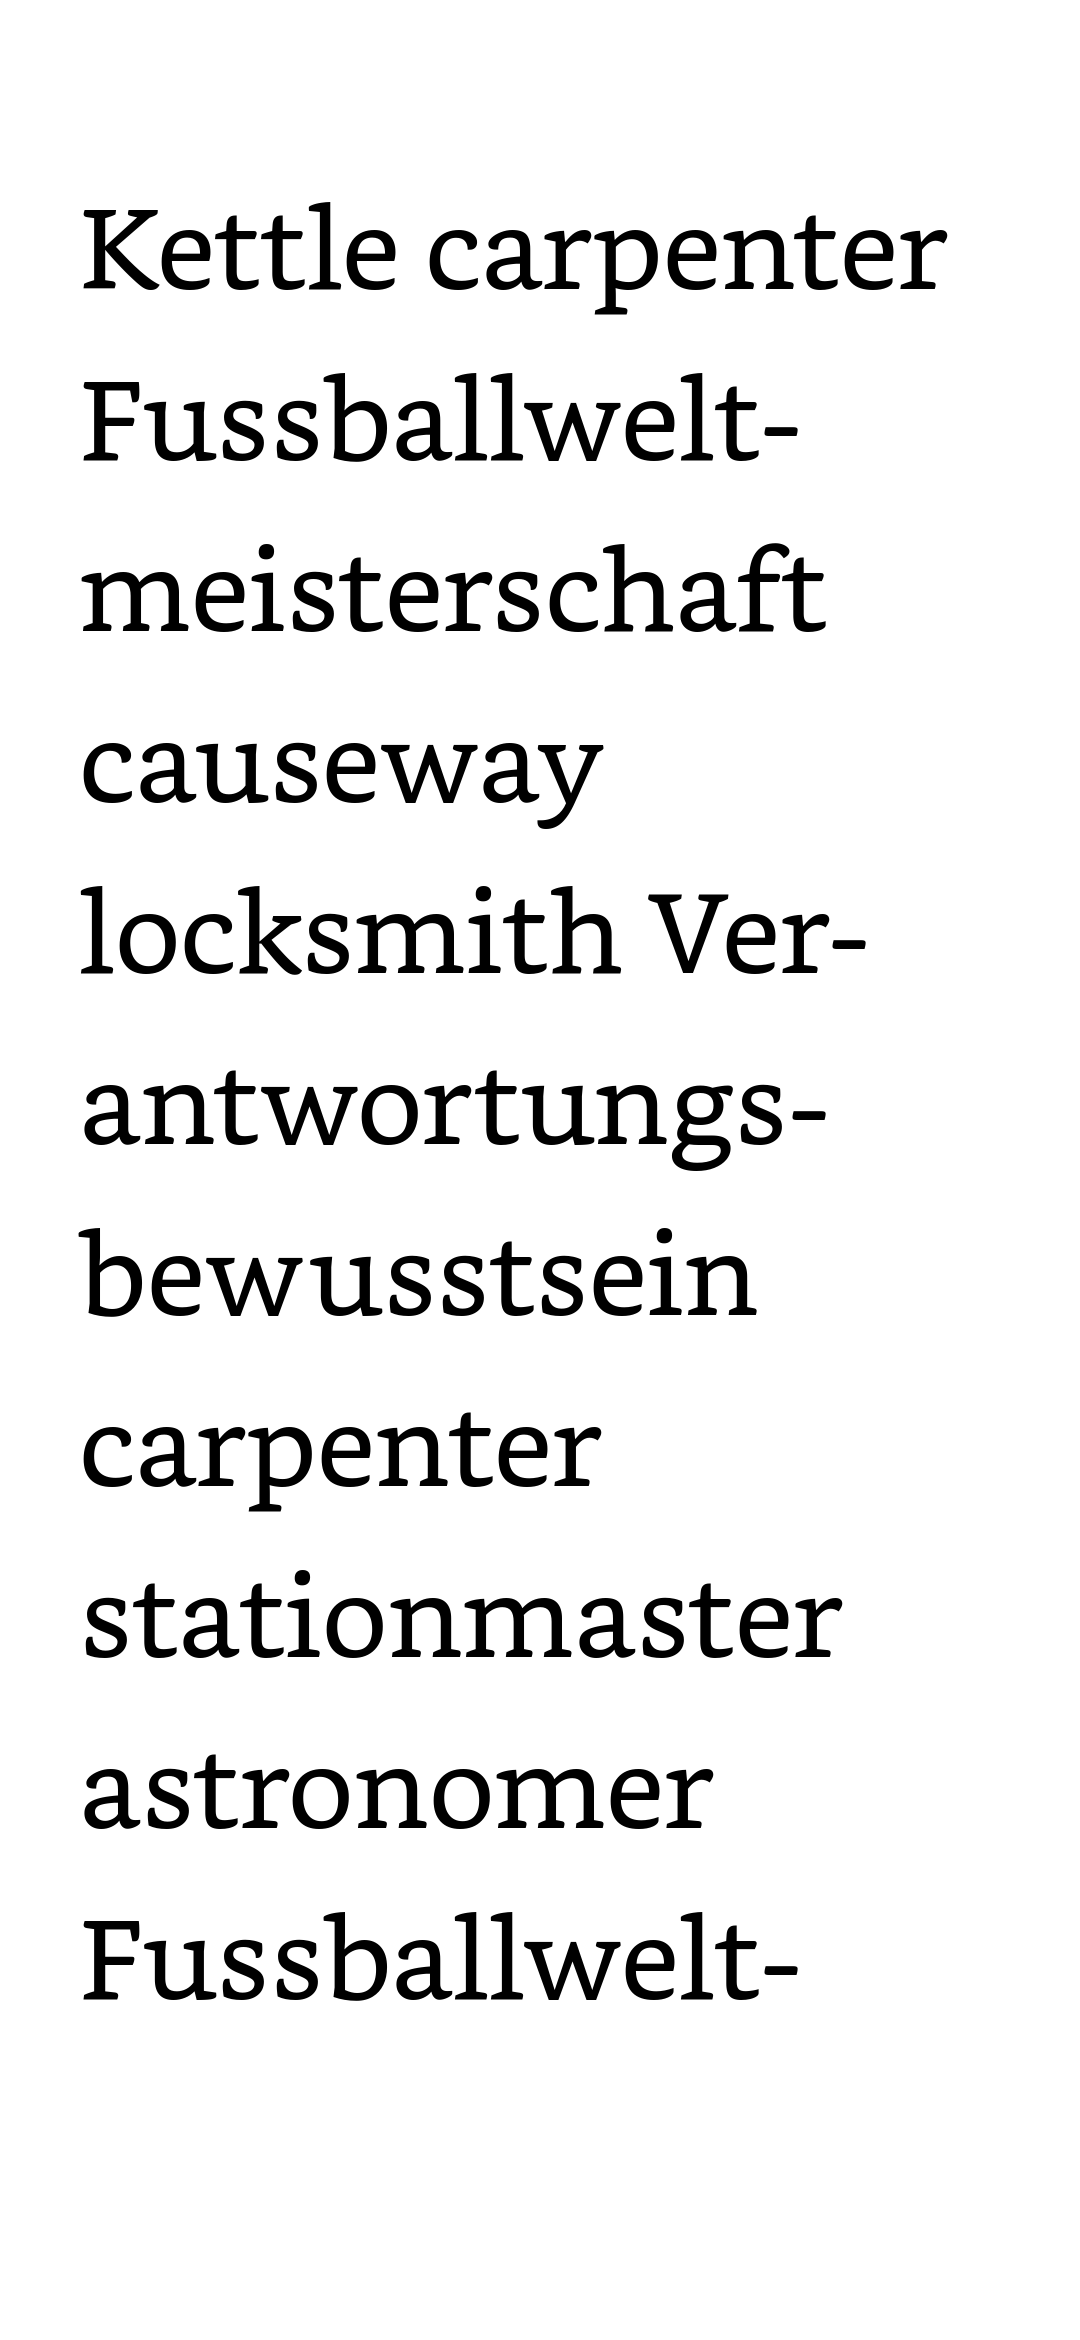 Kettle carpenter
Fussballwelt-
meisterschaft
causeway
locksmith Ver-
antwortungs-
bewusstsein
carpenter
stationmaster
astronomer
Fussballwelt-